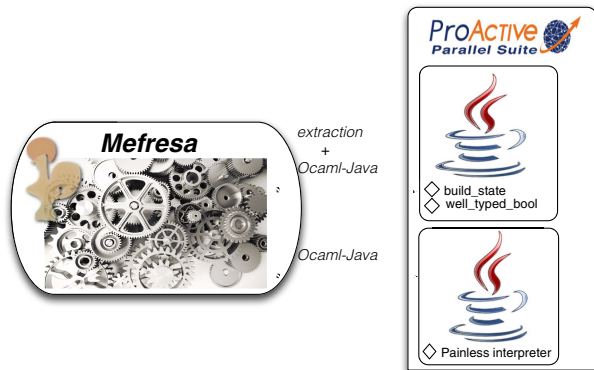 Mefresa
extraction
+
Ocaml-Java
Ocaml-Java
ProActive
Parallel Suite
build_state
well_typed_bool
Painless interpreter